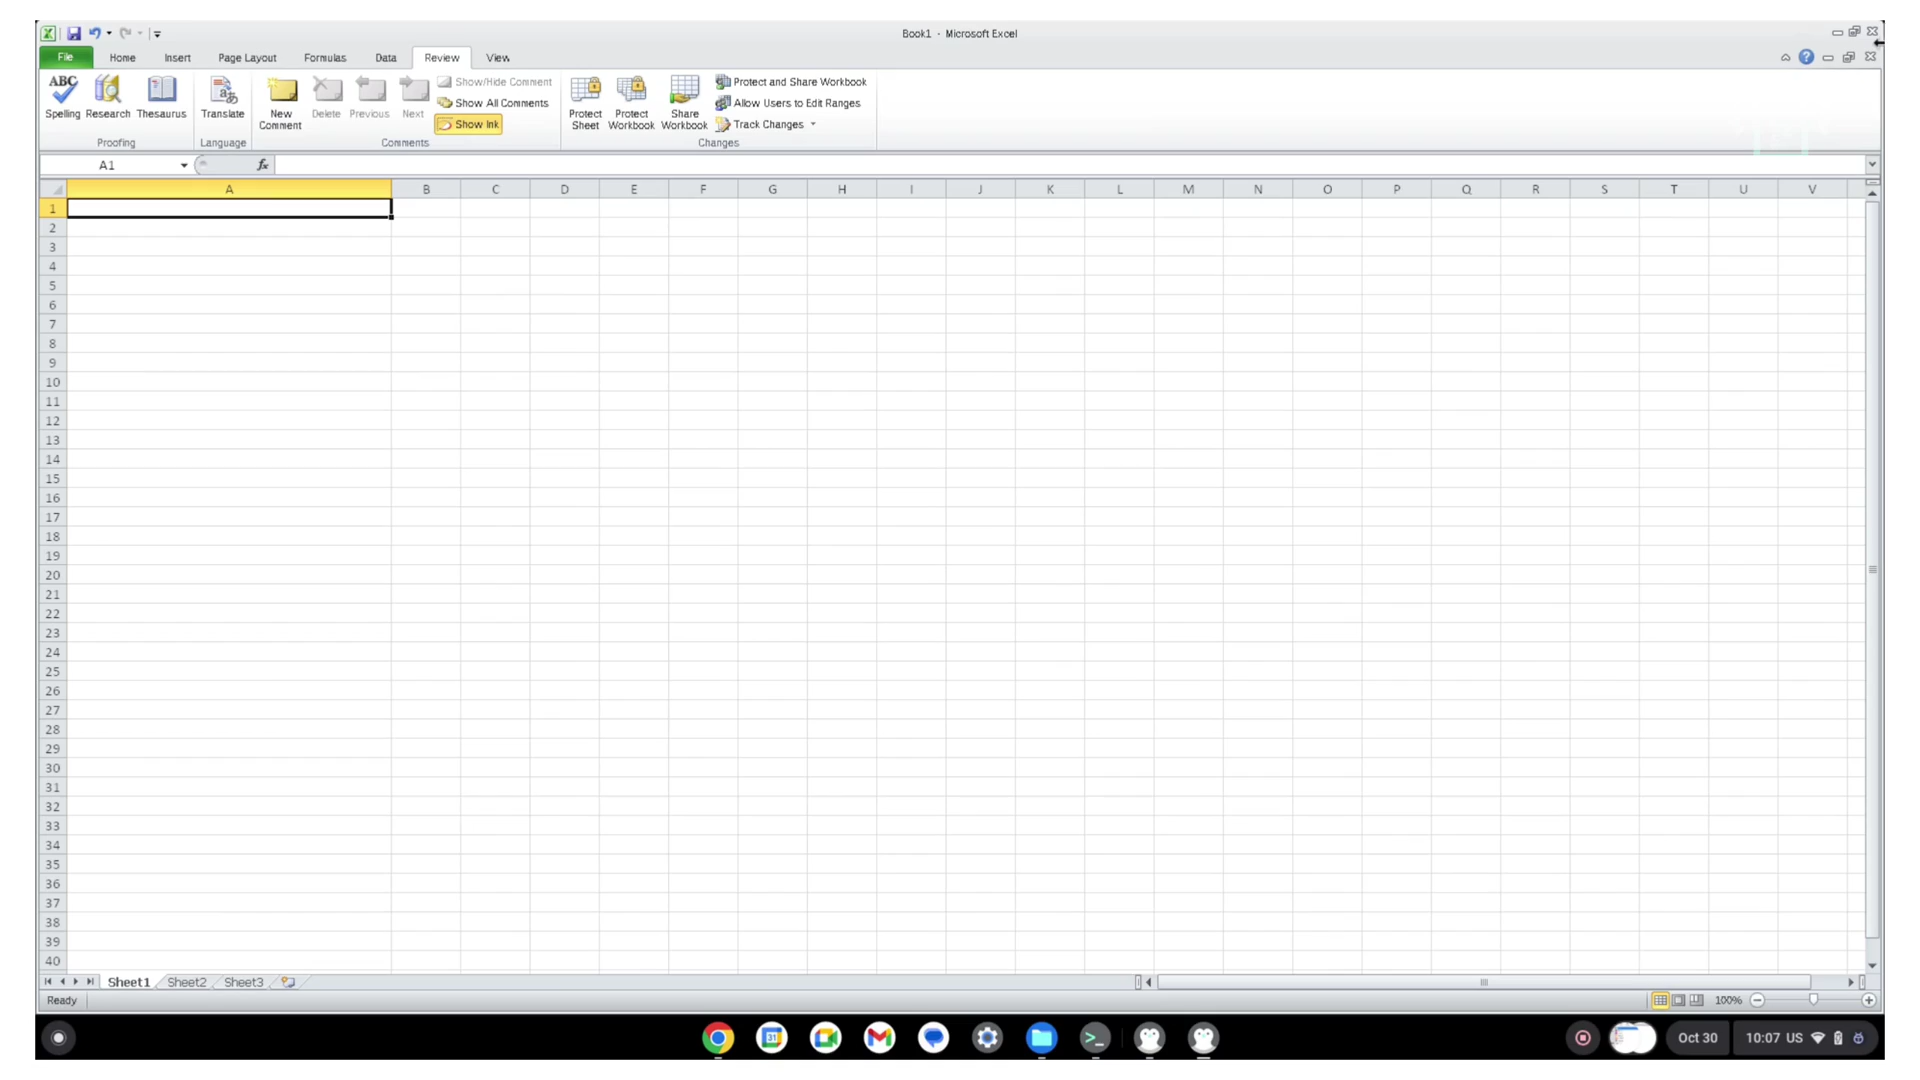 Book1 - Microsoft Excel
File Home Insert Page Layout Formulas Data Review View
ABC
Spelling Research Thesaurus
Proofing
Translate
Language
New Comment
Delete Previous Next
Show/Hide Comment
Show All Comments
Show Ink
Comments
Protect Sheet
Protect Workbook
Share Workbook
Protect and Share Workbook
Allow Users to Edit Ranges
Track Changes
Changes
A1 fx
A B C D E F G H I J K L M N O P Q R S T U V
1
2
3
4
5
6
7
8
9
10
11
12
13
14
15
16
17
18
19
20
21
22
23
24
25
26
27
28
29
30
31
32
33
34
35
36
37
38
39
40
Sheet1 Sheet2 Sheet3
Ready 100%
31 Oct 30 10:07 US